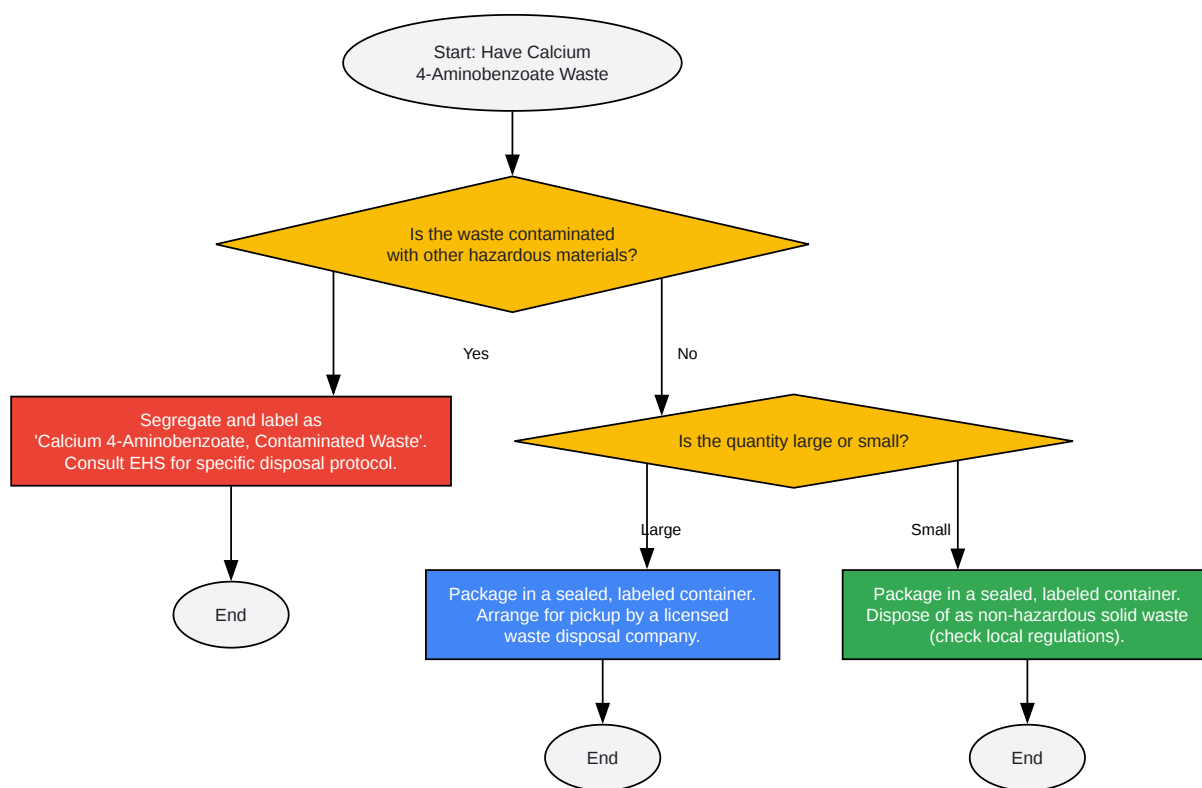 Start: Have Calcium
4-Aminobenzoate Waste
Is the waste contaminated
with other hazardous materials?
Yes
No
Segregate and label as
'Calcium 4-Aminobenzoate, Contaminated Waste'.
Consult EHS for specific disposal protocol.
Is the quantity large or small?
Large
Small
End
Package in a sealed, labeled container.
Arrange for pickup by a licensed
waste disposal company.
Package in a sealed, labeled container.
Dispose of as non-hazardous solid waste
(check local regulations).
End
End